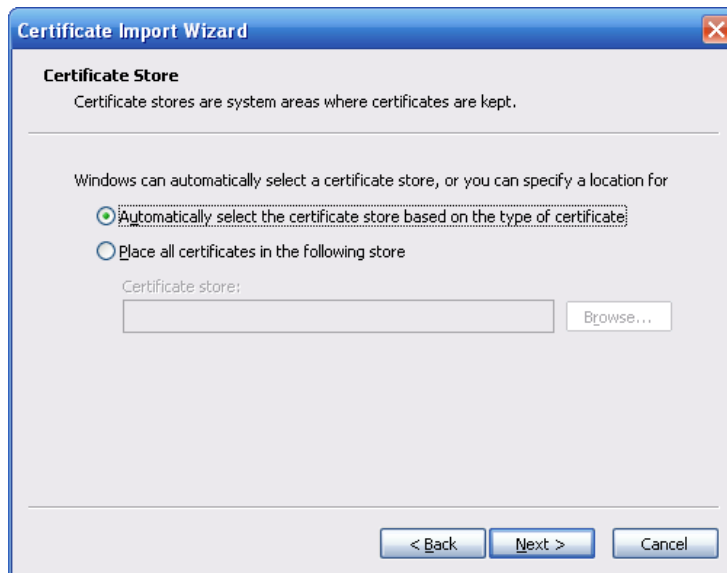 Certificate Import Wizard
Certificate Store
Certificate stores are system areas where certificates are kept.
Windows can automatically select a certificate store, or you can specify a location for
Automatically select the certificate store based on the type of certificate
Place all certificates in the following store
Certificate store:
Browse...
< Back Next > Cancel